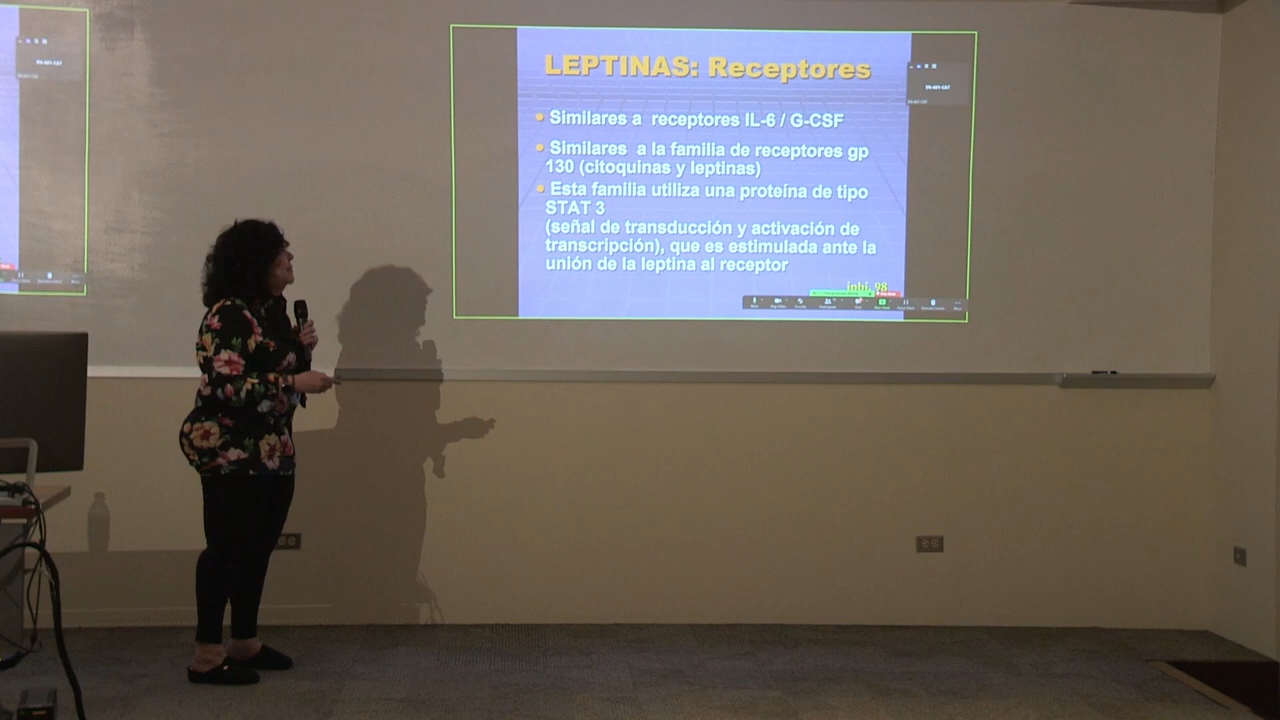 LEPTINAS: Receptores
Similares a receptores IL-6 / G-CSF
Similares a la familia de receptores gp
130 (citoquinas y leptinas)
Esta familia utiliza una proteína de tipo
STAT 3
(señal de transducción y activación de
transcripción), que es estimulada ante la
unión de la leptina al receptor